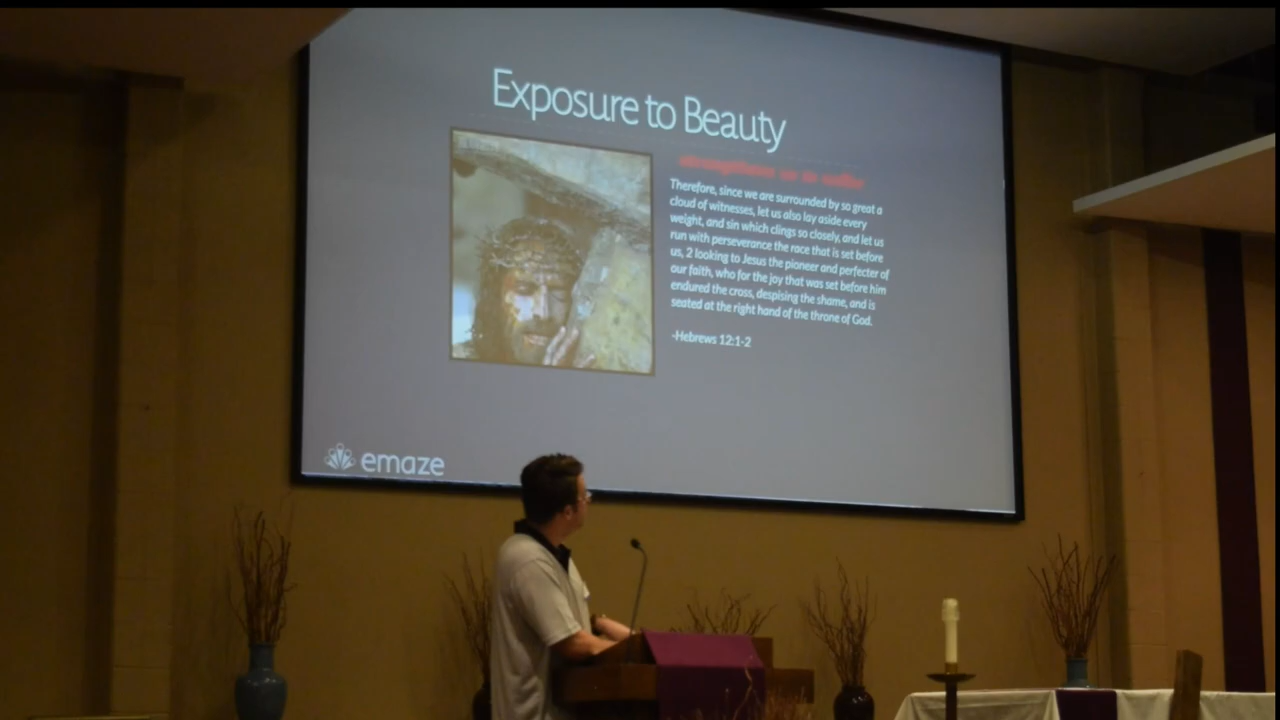 Exposure to Beauty
strengthens us to suffer
Therefore, since we are surrounded by so great a
cloud of witnesses, let us also lay aside every
weight, and sin which clings so closely, and let us
run with perseverance the race that is set before
us, 2 looking to Jesus the pioneer and perfecter of
our faith, who for the joy that was set before him
endured the cross, despising the shame, and is
seated at the right hand of the throne of God.
-Hebrews 12:1-2
emaze